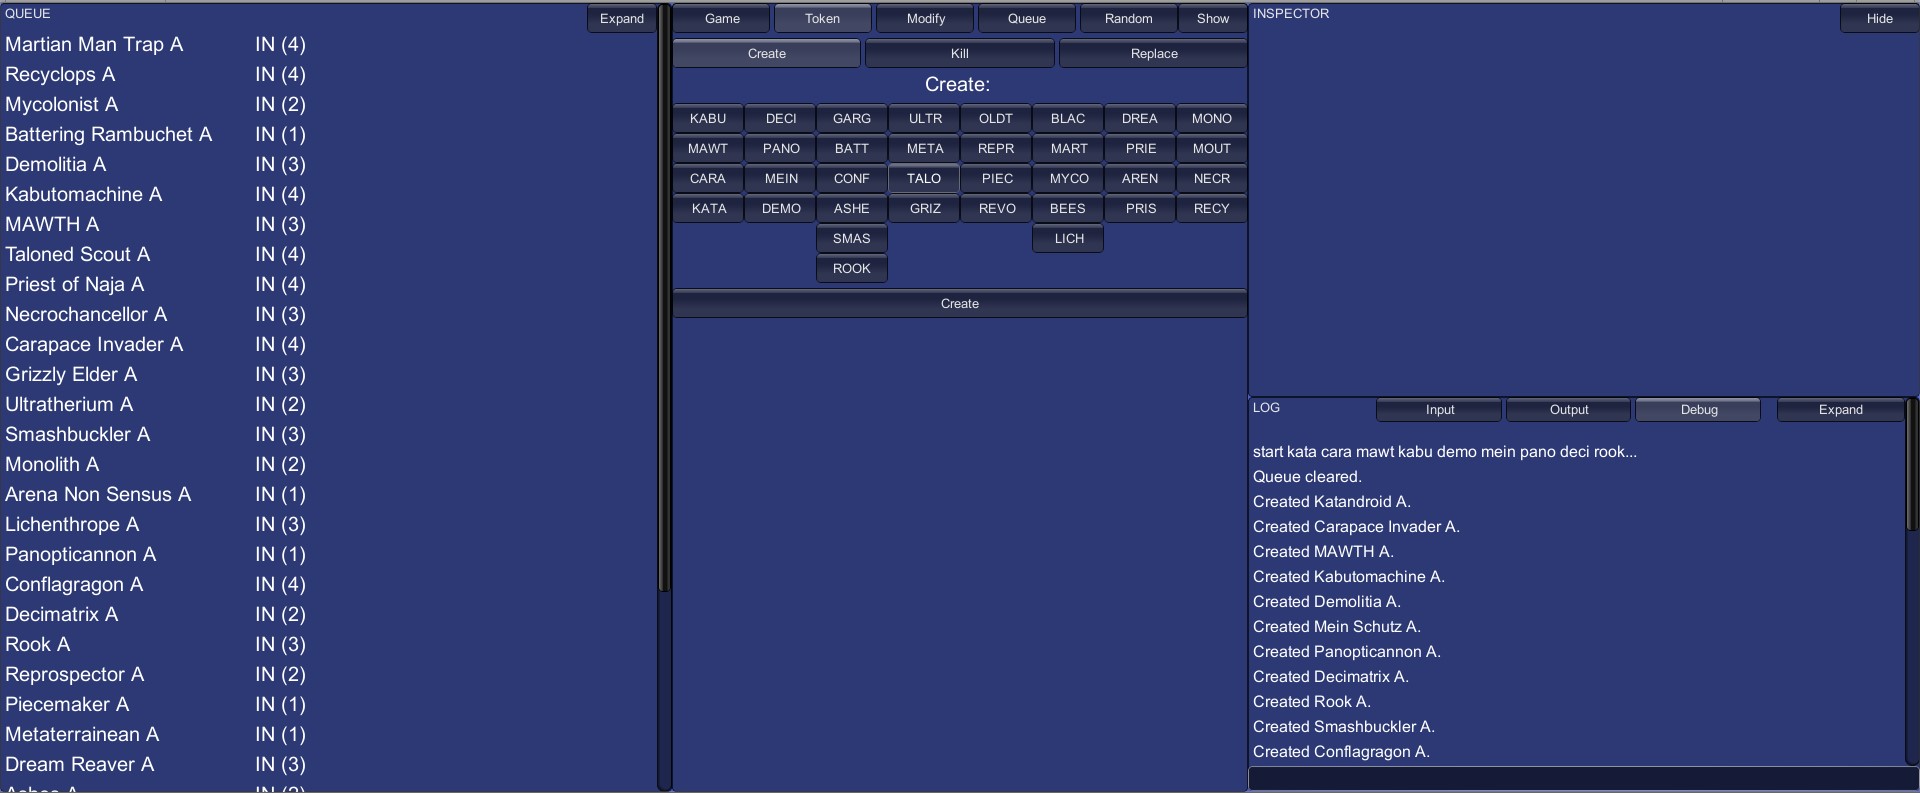 QUEUE Expand
Martian Man Trap A IN (4)
Recyclops A IN (4)
Mycolonist A IN (2)
Battering Rambuchet A IN (1)
Demolitia A IN (3)
Kabutomachine A IN (4)
MAWTH A IN (3)
Taloned Scout A IN (4)
Priest of Naja A IN (4)
Necrochancellor A IN (3)
Carapace Invader A IN (4)
Grizzly Elder A IN (3)
Ultratherium A IN (2)
Smashbuckler A IN (3)
Monolith A IN (2)
Arena Non Sensus A IN (1)
Lichenthrope A IN (3)
Panopticannon A IN (1)
Conflagragon A IN (4)
Decimatrix A IN (2)
Rook A IN (3)
Reprospector A IN (2)
Piecemaker A IN (1)
Metaterrainean A IN (1)
Dream Reaver A IN (3)
Game Token Modify Queue Random Show
Create Kill Replace
Create:
KABU DECI GARG ULTR OLDT BLAC DREA MONO
MAWT PANO BATT META REPR MART PRIE MOUT
CARA MEIN CONF TALO PIEC MYCO AREN NECR
KATA DEMO ASHE GRIZ REVO BEES PRIS RECY
SMAS LICH
ROOK
Create
INSPECTOR Hide
LOG Input Output Debug Expand
start kata cara mawt kabu demo mein pano deci rook...
Queue cleared.
Created Katandroid A.
Created Carapace Invader A.
Created MAWTH A.
Created Kabutomachine A.
Created Demolitia A.
Created Mein Schutz A.
Created Panopticannon A.
Created Decimatrix A.
Created Rook A.
Created Smashbuckler A.
Created Conflagragon A.